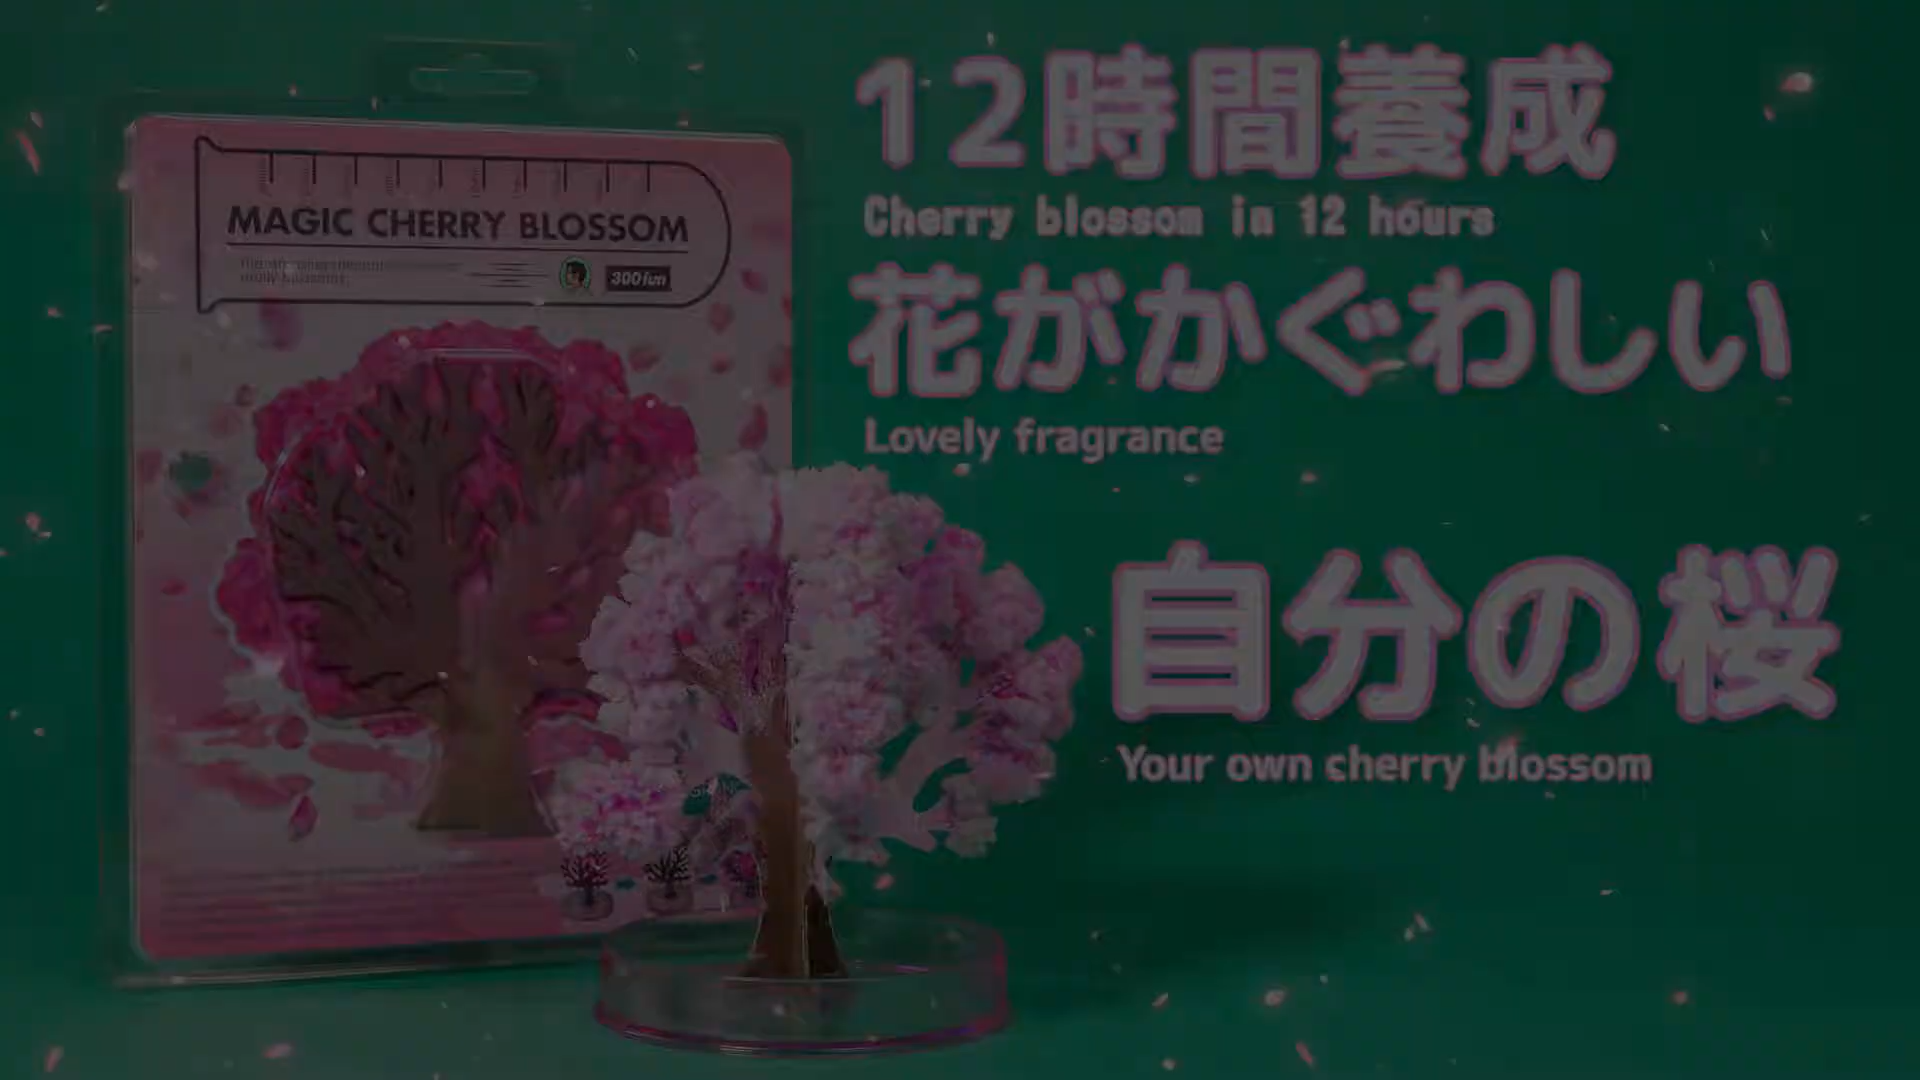 MAGIC CHERRY BLOSSOM
300fun
12時間養成
Cherry blossom in 12 hours
花がかぐわしい
Lovely fragrance
自分の桜
Your own cherry blossom